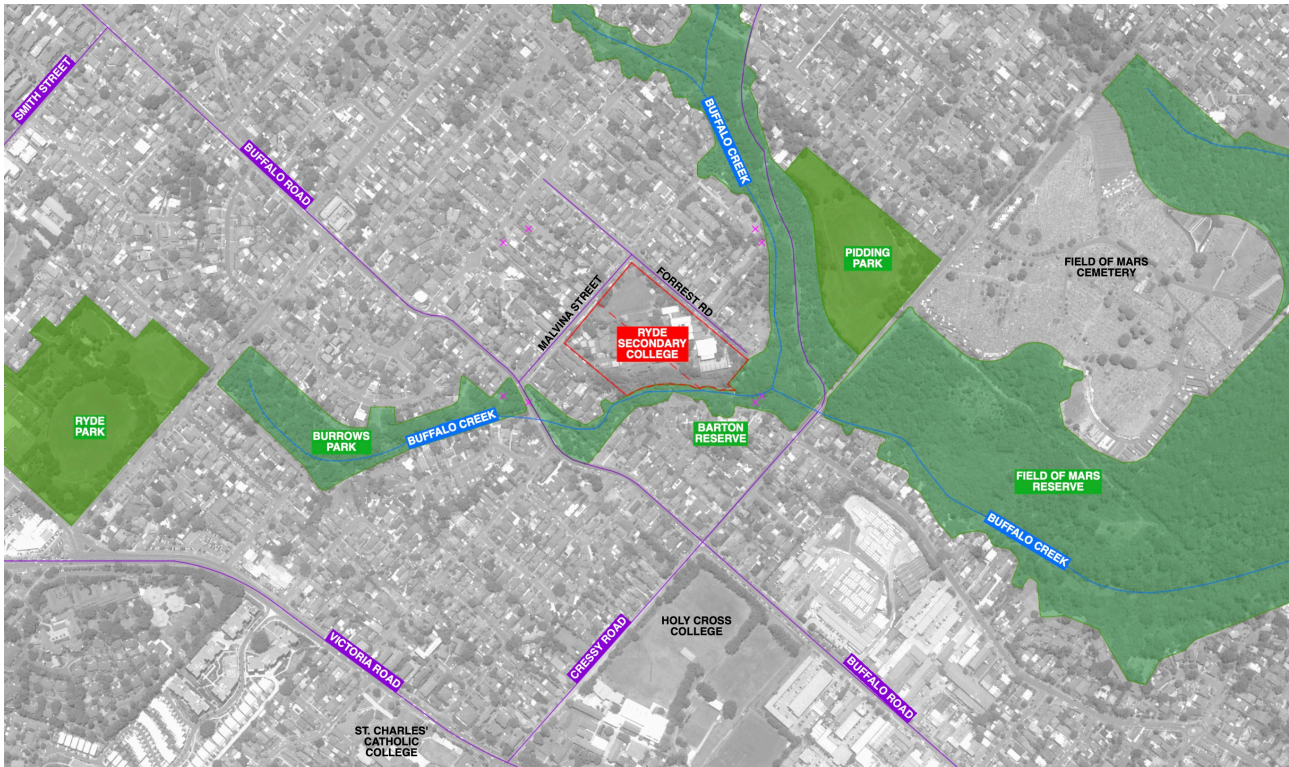 SMITH STREET
BUFFALO ROAD
BUFFALO CREEK
PIDDING
PARK
FIELD OF MARS
CEMETERY
MALVINA STREET
FORREST RD
RYDE
SECONDARY
COLLEGE
RYDE
PARK
BURROWS
PARK
BUFFALO CREEK
BARTON
RESERVE
FIELD OF MARS
RESERVE
BUFFALO CREEK
HOLY CROSS
COLLEGE
CRESSY ROAD
VICTORIA ROAD
BUFFALO ROAD
ST. CHARLES'
CATHOLIC
COLLEGE